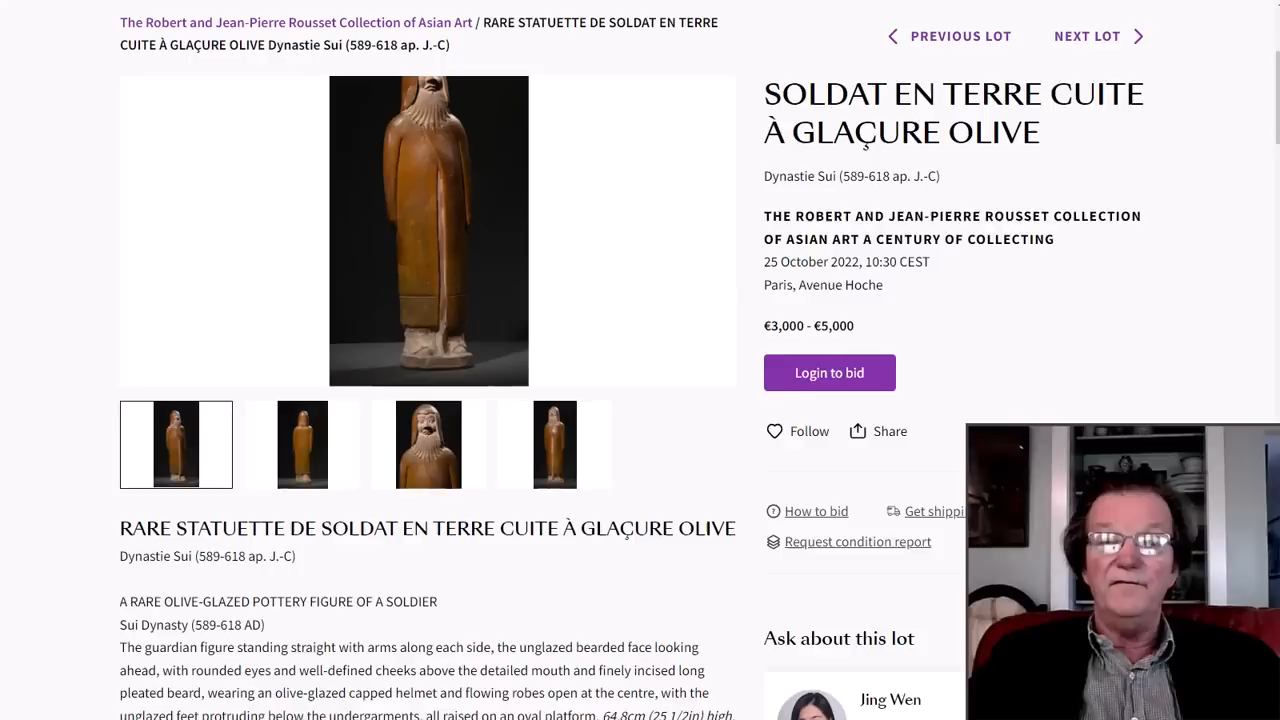 The Robert and Jean-Pierre Rousset Collection of Asian Art / RARE STATUETTE DE SOLDAT EN TERRE
CUITE À GLAÇURE OLIVE Dynastie Sui (589-618 ap. J.-C)
PREVIOUS LOT
NEXT LOT
SOLDAT EN TERRE CUITE
À GLAÇURE OLIVE
Dynastie Sui (589-618 ap. J.-C)
THE ROBERT AND JEAN-PIERRE ROUSSET COLLECTION
OF ASIAN ART A CENTURY OF COLLECTING
25 October 2022, 10:30 CEST
Paris, Avenue Hoche
€3,000 - €5,000
Login to bid
Follow
Share
How to bid
Get shippi
Request condition report
Ask about this lot
Jing Wen
RARE STATUETTE DE SOLDAT EN TERRE CUITE À GLAÇURE OLIVE
Dynastie Sui (589-618 ap. J.-C)
A RARE OLIVE-GLAZED POTTERY FIGURE OF A SOLDIER
Sui Dynasty (589-618 AD)
The guardian figure standing straight with arms along each side, the unglazed bearded face looking
ahead, with rounded eyes and well-defined cheeks above the detailed mouth and finely incised long
pleated beard, wearing an olive-glazed capped helmet and flowing robes open at the centre, with the
unglazed feet protruding below the undergarments, all raised on an oval platform. 64.8cm (25 1/2in) high.